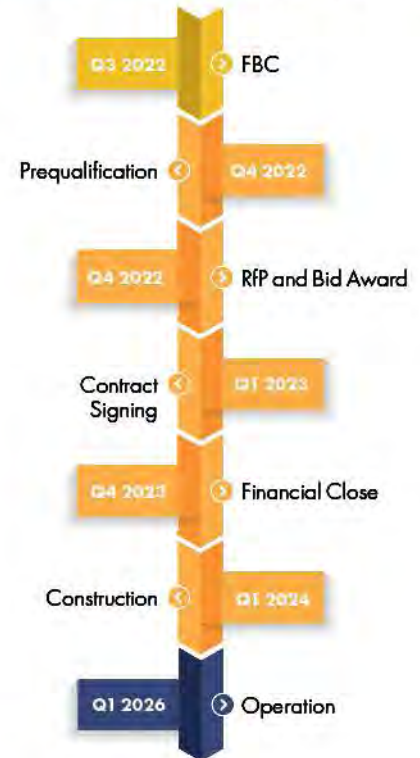 Q3 2022 FBC
Prequalification Q4 2022
Q4 2022 RfP and Bid Award
Contract
Signing Q1 2023
Q4 2023 Financial Close
Construction Q1 2024
Q1 2026 Operation